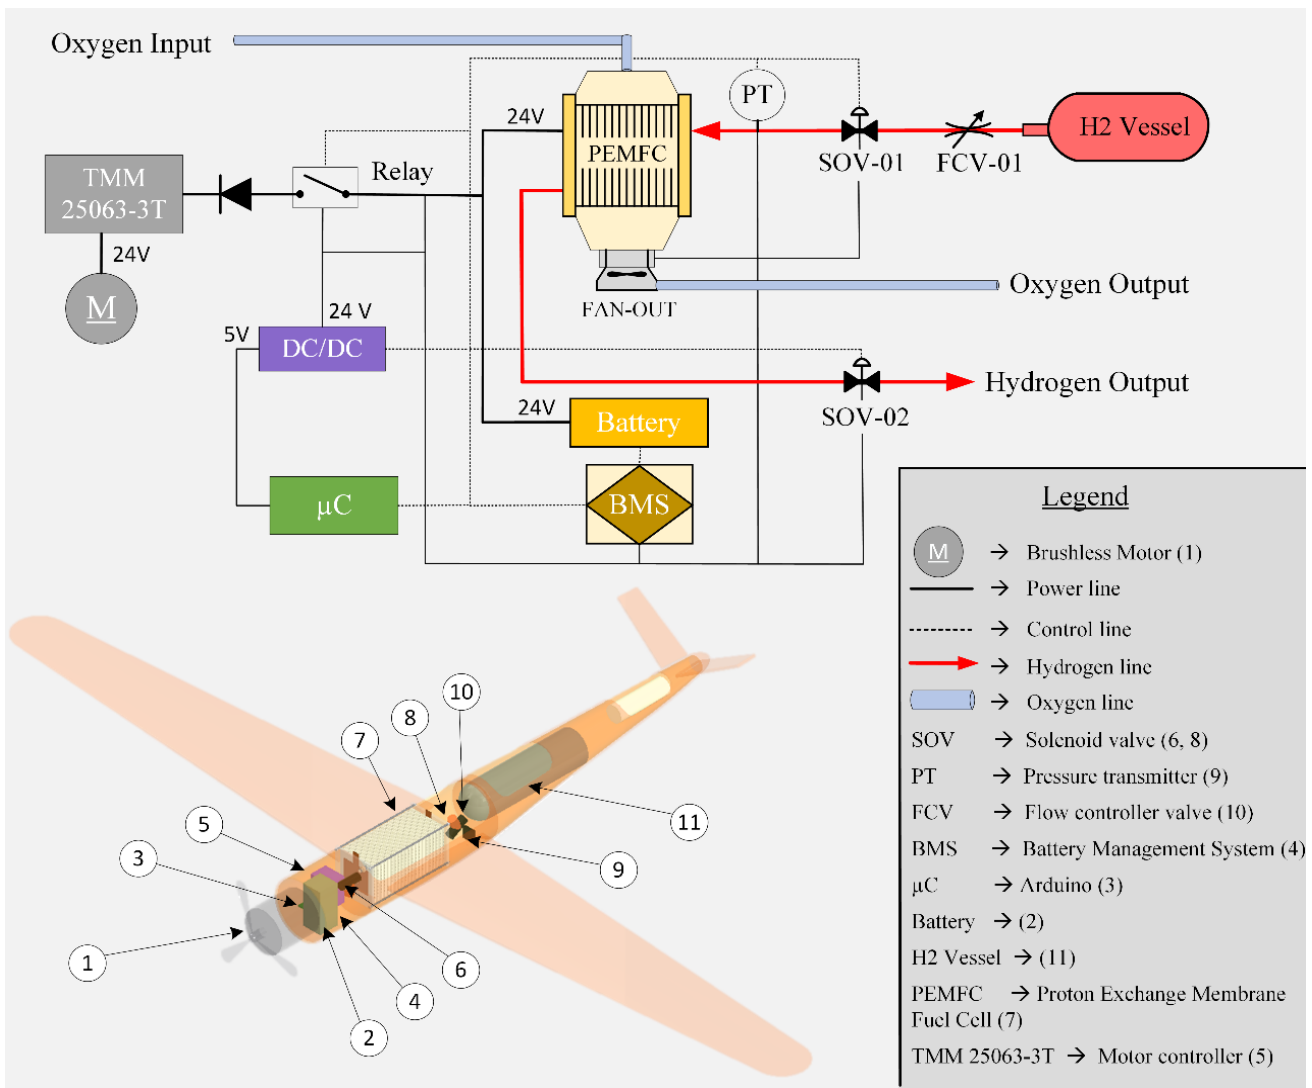 Oxygen Input
PT
24V
PEMFC
H2 Vessel
SOV-01
FCV-01
TMM
25063-3T
Relay
24V
M
Oxygen Output
FAN-OUT
24 V
5V
DC/DC
Hydrogen Output
24V
Battery
SOV-02
μC
BMS
Legend
M → Brushless Motor (1)
→ Power line
→ Control line
→ Hydrogen line
→ Oxygen line
SOV → Solenoid valve (6, 8)
PT → Pressure transmitter (9)
FCV → Flow controller valve (10)
BMS → Battery Management System (4)
μC → Arduino (3)
Battery → (2)
H2 Vessel → (11)
PEMFC → Proton Exchange Membrane
Fuel Cell (7)
TMM 25063-3T → Motor controller (5)
10
8
7
5
3
11
9
1
6
4
2